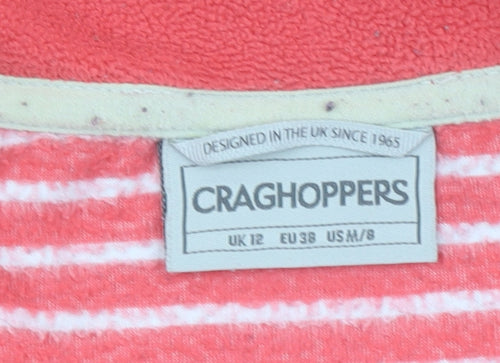 DESIGNED IN THE UK SINCE 1965
CRAGHOPPERS
UK 12 EU 38 US M/8